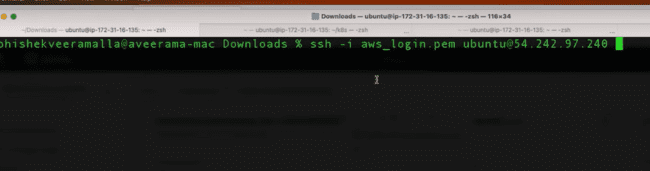 Downloads — ubuntu@ip-172-31-16-135: ~ — -zsh — 116×34
Downloads — ubuntu@ip-172-31-16-135: ~ — -zsh
~ — ubuntu@ip-172-31-16-135: ~/k8s — -zsh
~ — ubuntu@ip-172-31-16-135: ~ — -zsh
bhishekveeramalla@aveerama-mac Downloads % ssh -i aws_login.pem ubuntu@54.242.97.240